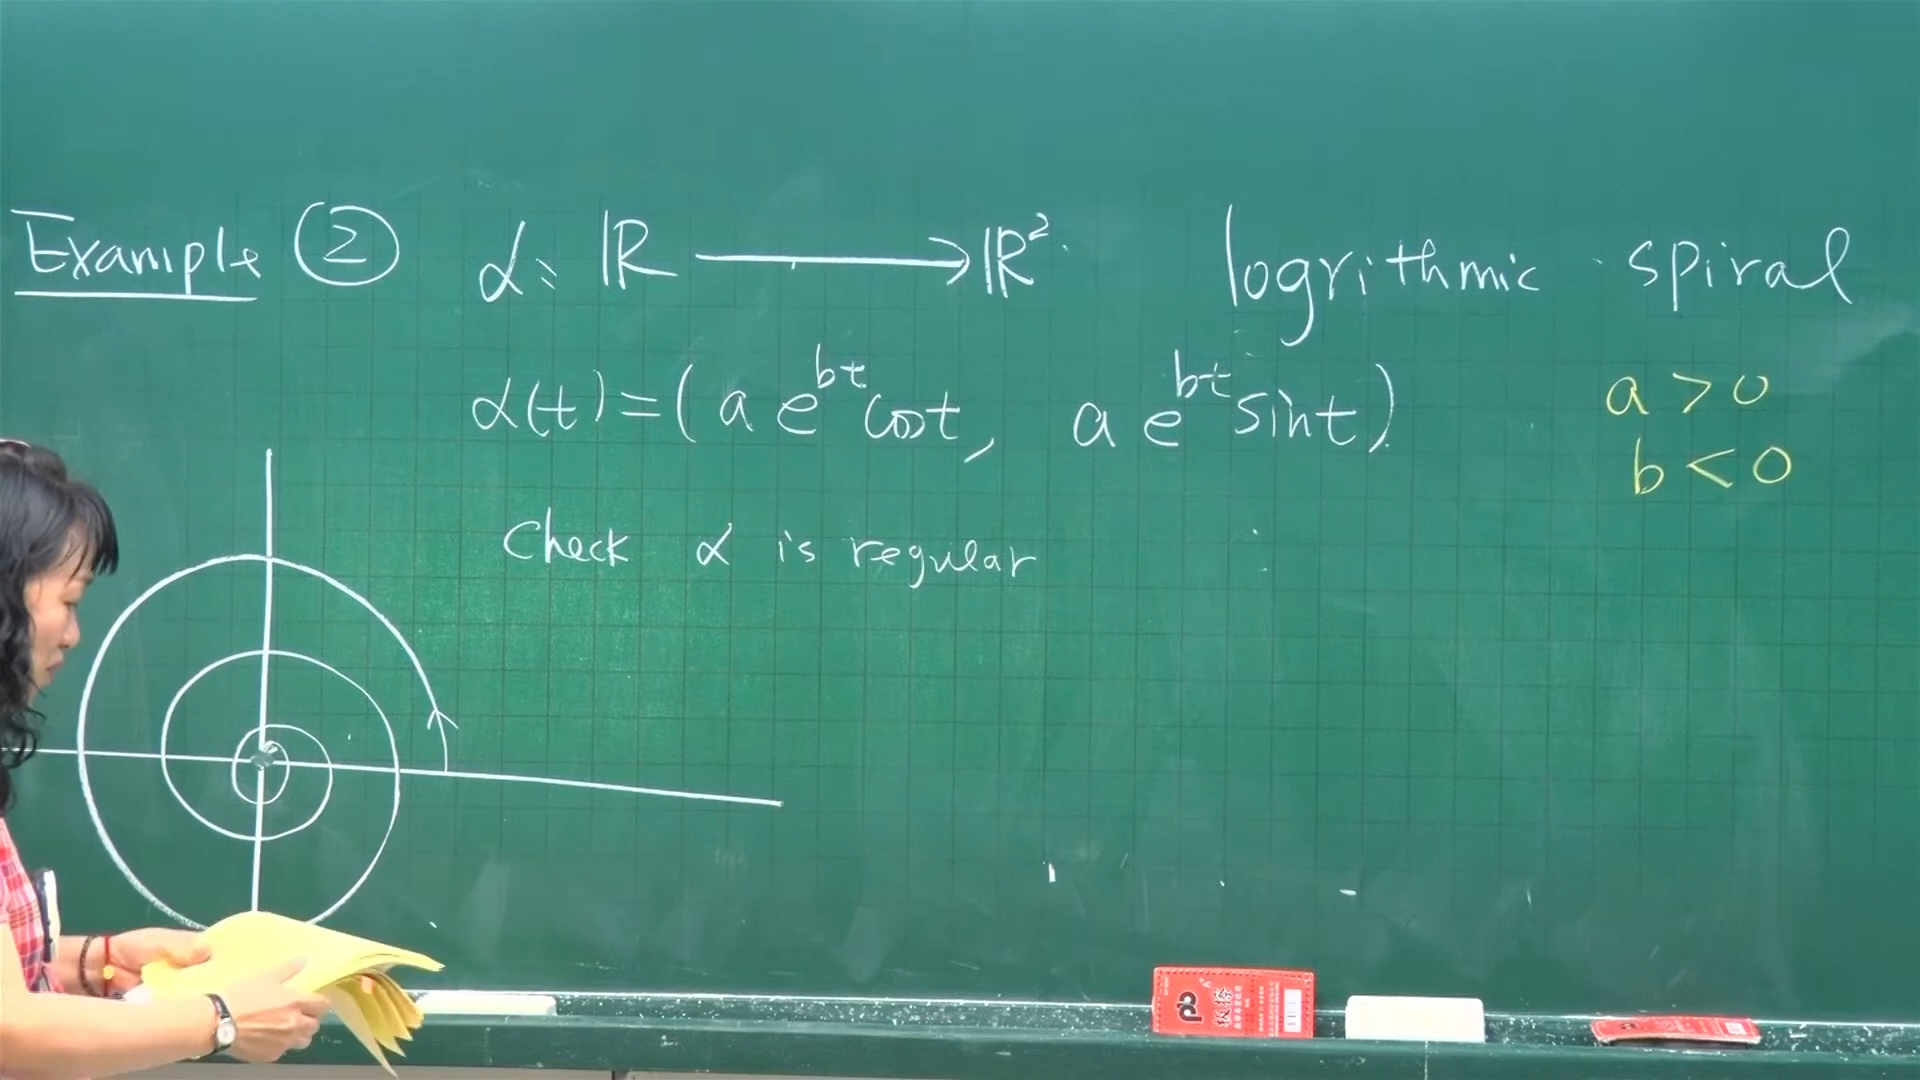 Example ② α: ℝ ⟶ ℝ² logrithmic spiral
α(t) = (a e^{bt} cos t, a e^{bt} sin t)
a > 0
b < 0
Check α is regular